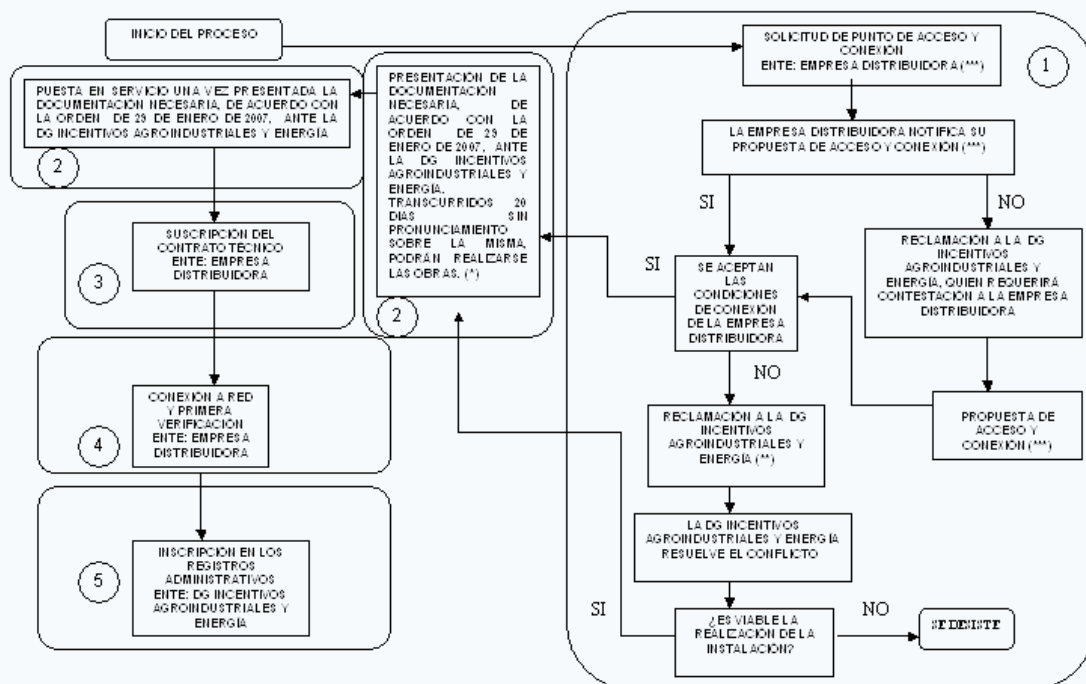 INICIO DEL PROCESO
SOLICITUD DE PUNTO DE ACCESO Y
CONEXIÓN
ENTE: EMPRESA DISTRIBUIDORA (***)
1
LA EMPRESA DISTRIBUIDORA NOTIFICA SU
PROPUESTA DE ACCESO Y CONEXIÓN (***)
SI
NO
RECLAMACIÓN A LA DG
INCENTIVOS
AGROINDUSTRIALES Y
ENERGÍA, QUIEN REQUERIRÁ
CONTESTACIÓN A LA EMPRESA
DISTRIBUIDORA
PROPUESTA DE
ACCESO Y
CONEXIÓN (***)
SE ACEPTAN
LAS
CONDICIONES
DE CONEXIÓN
DE LA EMPRESA
DISTRIBUIDORA
SI
NO
RECLAMACIÓN A LA DG
INCENTIVOS
AGROINDUSTRIALES Y
ENERGÍA (**)
LA DG INCENTIVOS
AGROINDUSTRIALES Y ENERGÍA
RESUELVE EL CONFLICTO
¿ES VIABLE LA
REALIZACIÓN DE LA
INSTALACIÓN?
SI
NO
SE DESISTE
PRESENTACIÓN DE LA
DOCUMENTACIÓN
NECESARIA, DE
ACUERDO CON LA
ORDEN DE 29 DE
ENERO DE 2007, ANTE
LA DG INCENTIVOS
AGROINDUSTRIALES Y
ENERGÍA.
TRANSCURRIDOS 20
DIAS SIN
PRONUNCIAMIENTO
SOBRE LA MISMA,
PODRÁN REALIZARSE
LAS OBRAS. (*)
2
PUESTA EN SERVICIO UNA VEZ PRESENTADA LA
DOCUMENTACIÓN NECESARIA, DE ACUERDO CON
LA ORDEN DE 29 DE ENERO DE 2007, ANTE LA
DG INCENTIVOS AGROINDUSTRIALES Y ENERGÍA
2
SUSCRIPCIÓN DEL
CONTRATO TÉCNICO
ENTE: EMPRESA
DISTRIBUIDORA
3
CONEXIÓN A RED
Y PRIMERA
VERIFICACIÓN
ENTE: EMPRESA
DISTRIBUIDORA
4
INSCRIPCIÓN EN LOS
REGISTROS
ADMINISTRATIVOS
ENTE: DG INCENTIVOS
AGROINDUSTRIALES Y
ENERGÍA
5